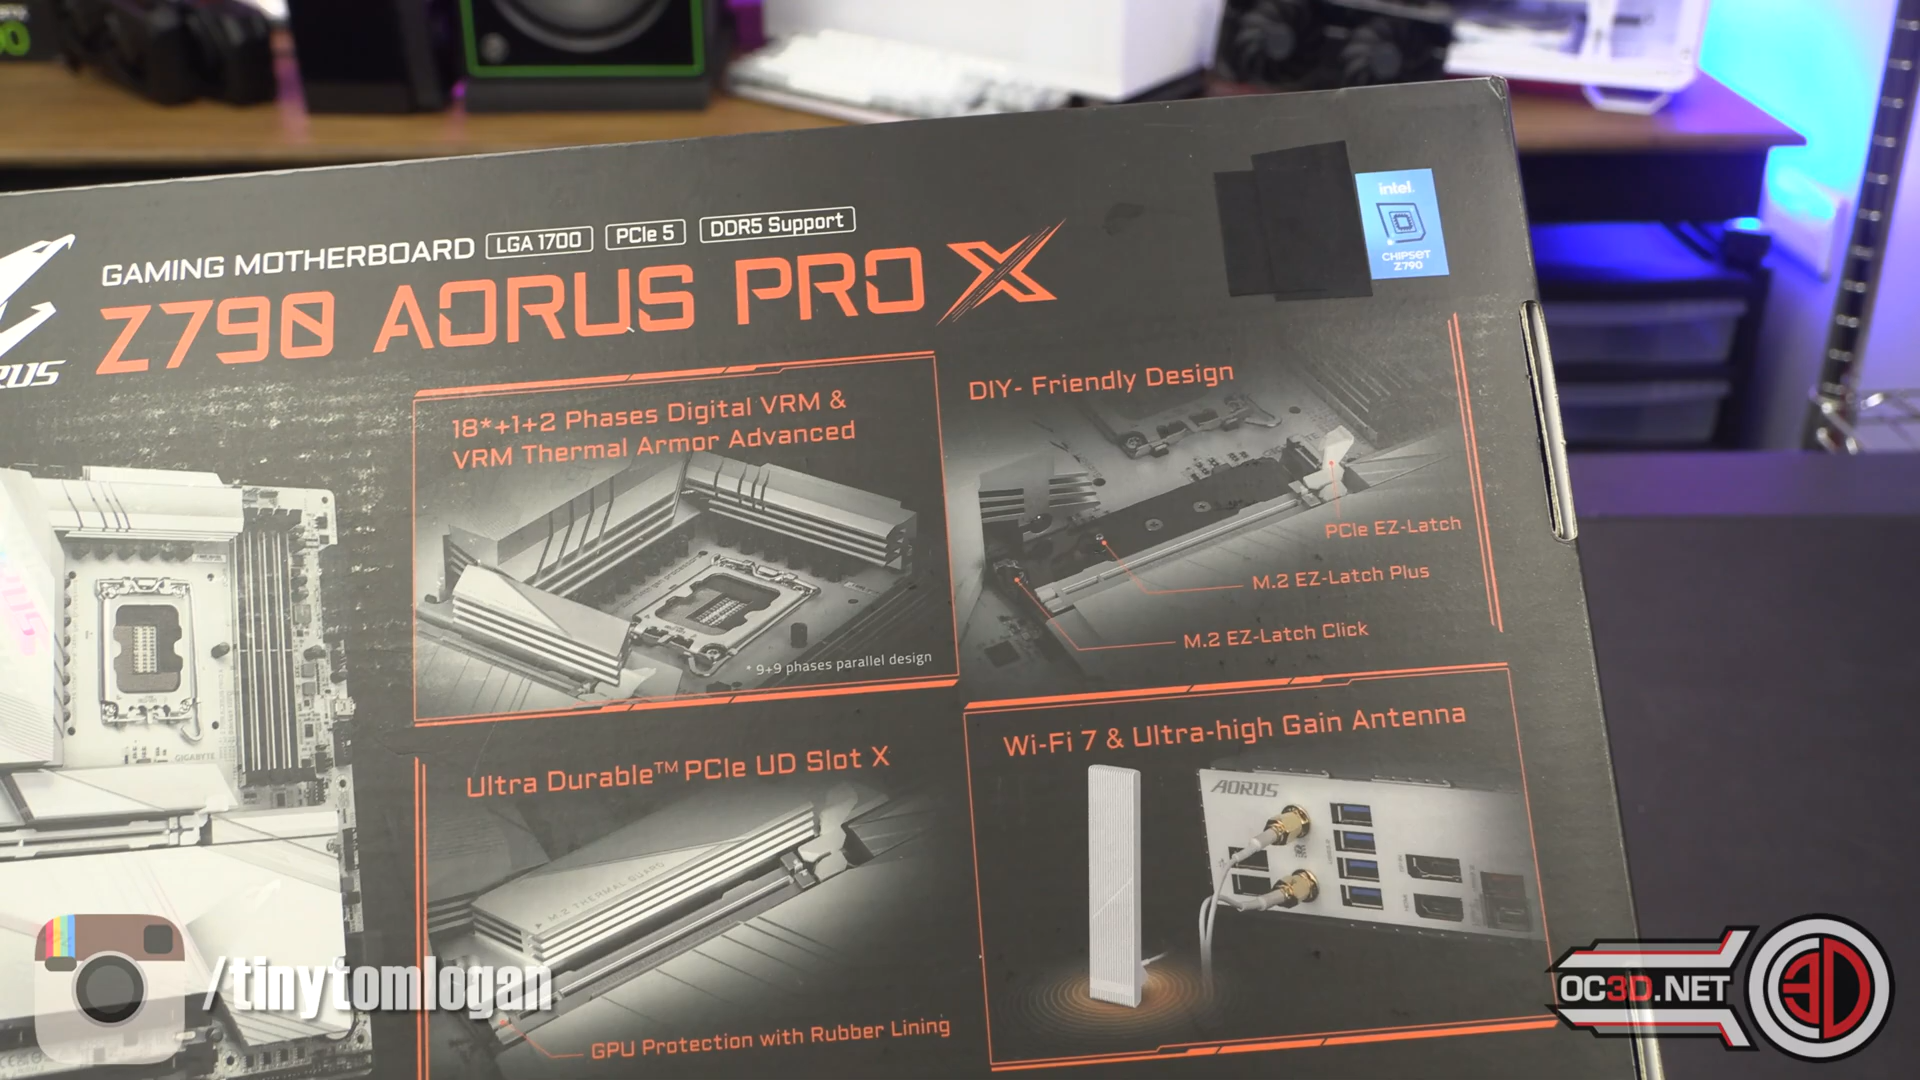 GAMING MOTHERBOARD LGA 1700 PCIe 5 DDR5 Support
Z790 AORUS PRO X
intel.
CHIPSET
Z790
18*+1+2 Phases Digital VRM &
VRM Thermal Armor Advanced
* 9+9 phases parallel design
DIY- Friendly Design
PCIe EZ-Latch
M.2 EZ-Latch Plus
M.2 EZ-Latch Click
GIGABYTE
Ultra Durable™ PCIe UD Slot X
M.2 THERMAL GUARD
GPU Protection with Rubber Lining
Wi-Fi 7 & Ultra-high Gain Antenna
AORUS
/tinytomlogan
OC3D.NET
3D